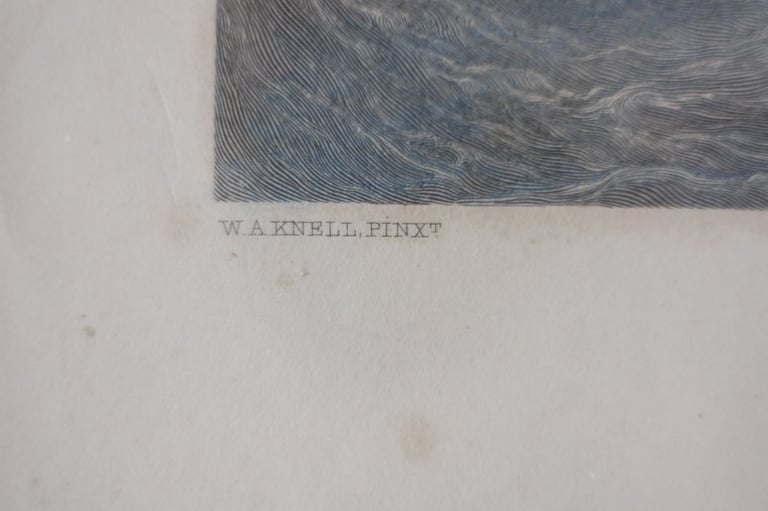 W. A KNELL, PINXT